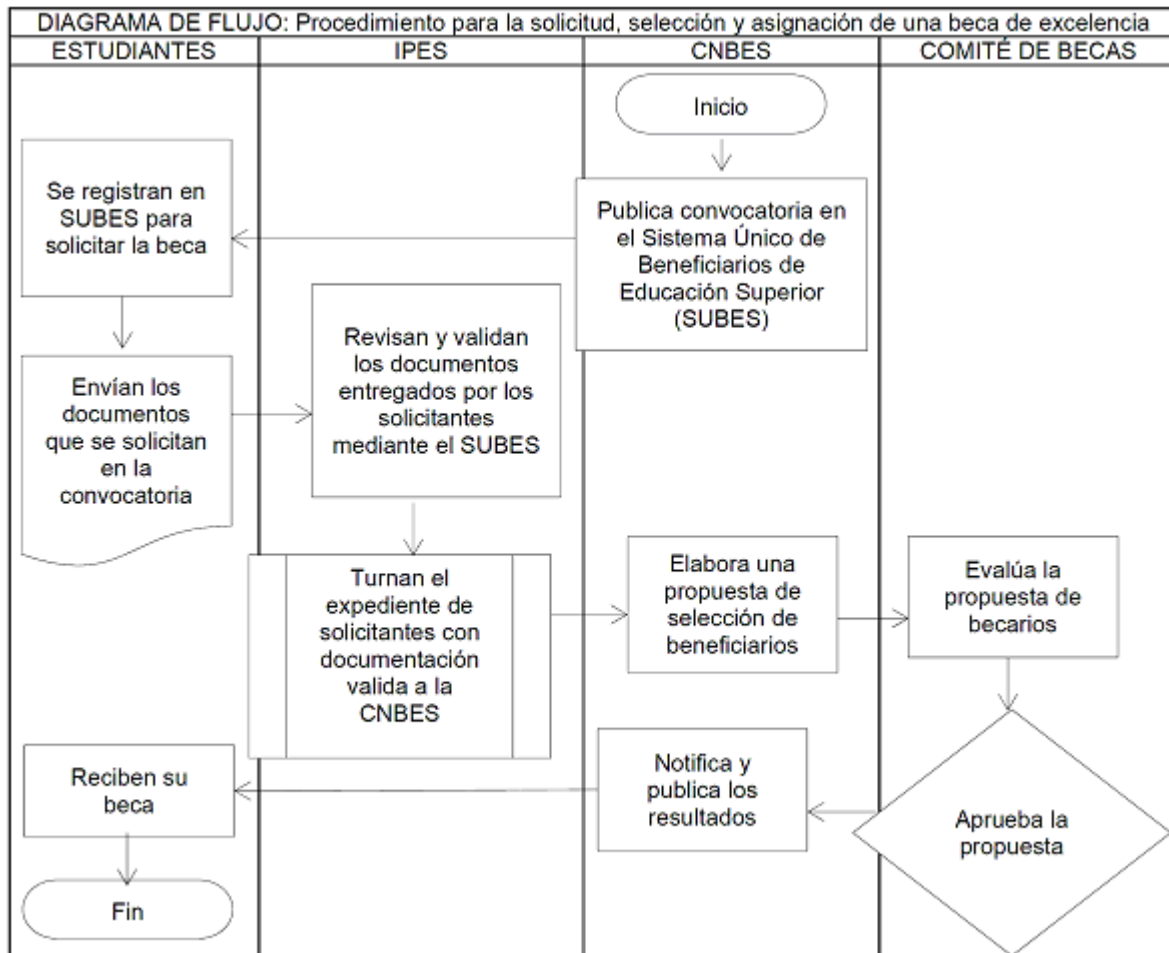 DIAGRAMA DE FLUJO: Procedimiento para la solicitud, selección y asignación de una beca de excelencia
ESTUDIANTES
IPES
CNBES
COMITÉ DE BECAS
Inicio
Publica convocatoria en
el Sistema Único de
Beneficiarios de
Educación Superior
(SUBES)
Se registran en
SUBES para
solicitar la beca
Envían los
documentos
que se solicitan
en la
convocatoria
Revisan y validan
los documentos
entregados por los
solicitantes
mediante el SUBES
Turnan el
expediente de
solicitantes con
documentación
valida a la
CNBES
Elabora una
propuesta de
selección de
beneficiarios
Evalúa la
propuesta de
becarios
Aprueba la
propuesta
Notifica y
publica los
resultados
Reciben su
beca
Fin